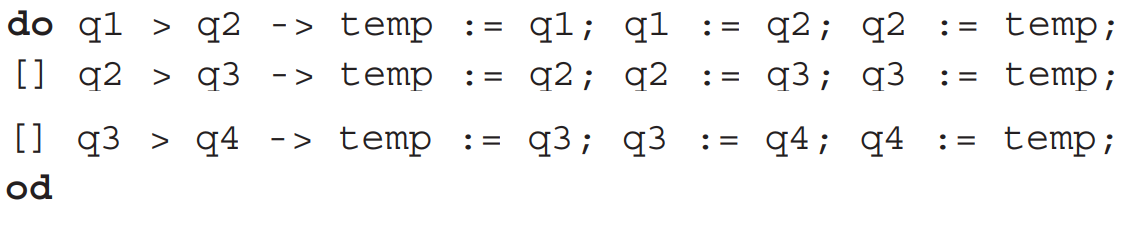 do q1 > q2 -> temp := q1; q1 := q2; q2 := temp;
[] q2 > q3 -> temp := q2; q2 := q3; q3 := temp;
[] q3 > q4 -> temp := q3; q3 := q4; q4 := temp;
od